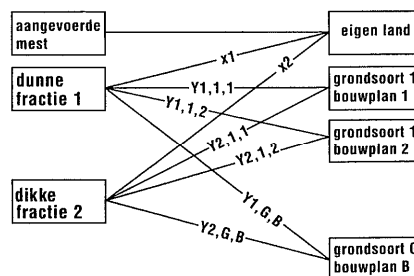 aangevoerde
mest
eigen land
x1
x2
dunne
fractie 1
Y1,1,1
grondsoort 1
bouwplan 1
Y1,1,2
Y2,1,1
grondsoort 1
bouwplan 2
Y2,1,2
dikke
fractie 2
Y1,G,B
Y2,G,B
grondsoort G
bouwplan B